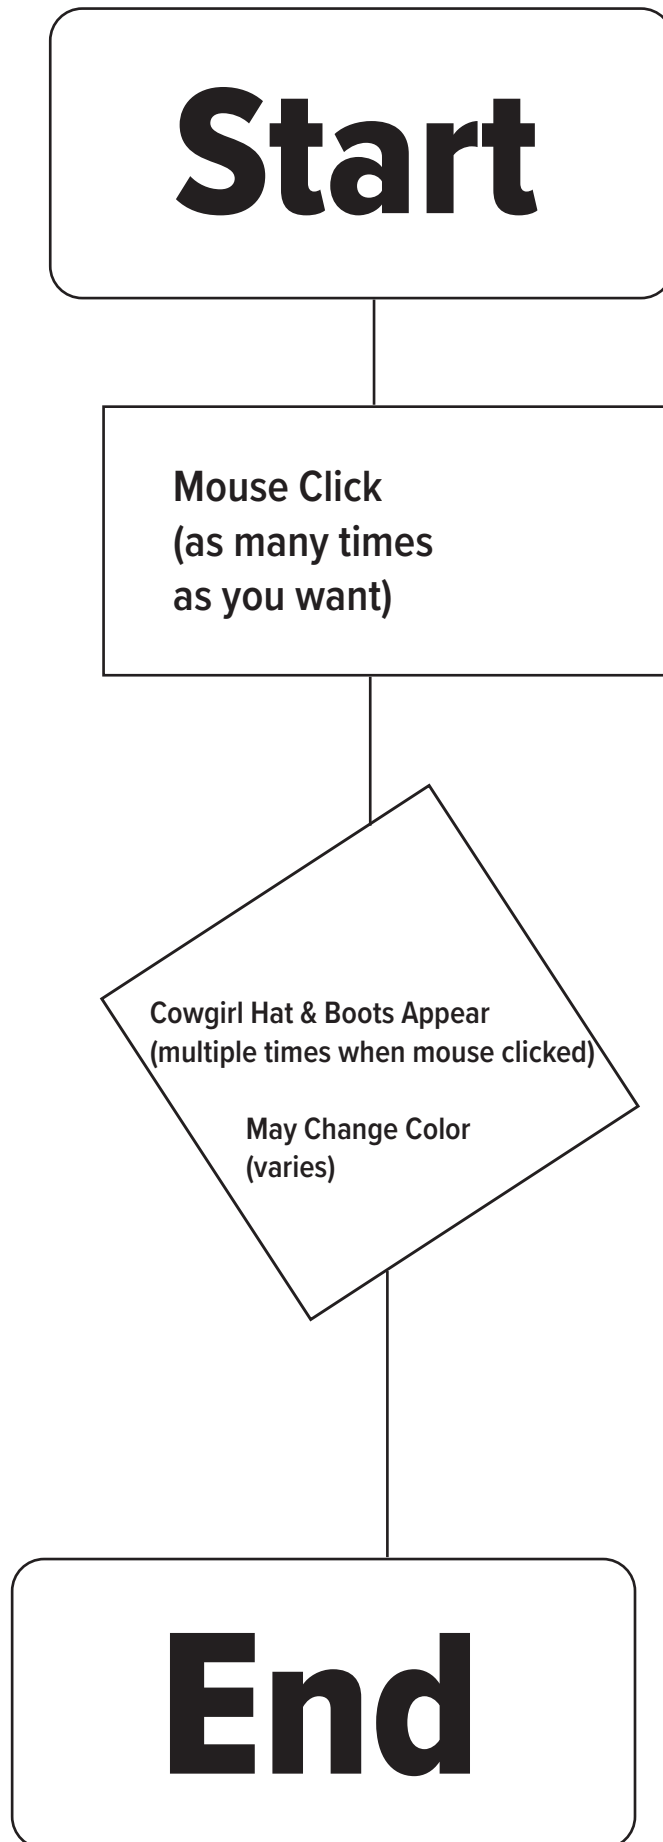 Start
Mouse Click
(as many times
as you want)
Cowgirl Hat & Boots Appear
(multiple times when mouse clicked)
May Change Color
(varies)
End